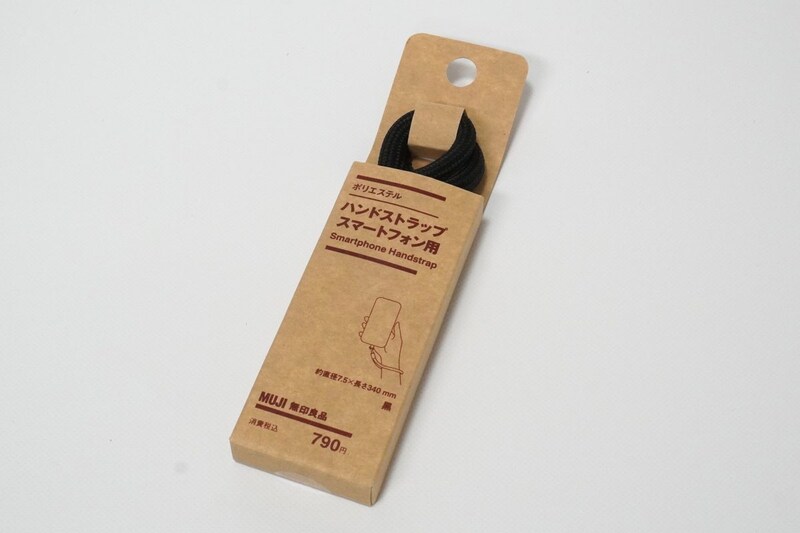 ポリエステル
ハンドストラップ
スマートフォン用
Smartphone Handstrap
約直径7.5×長さ340 mm
黒
MUJI 無印良品
消費税込 790円